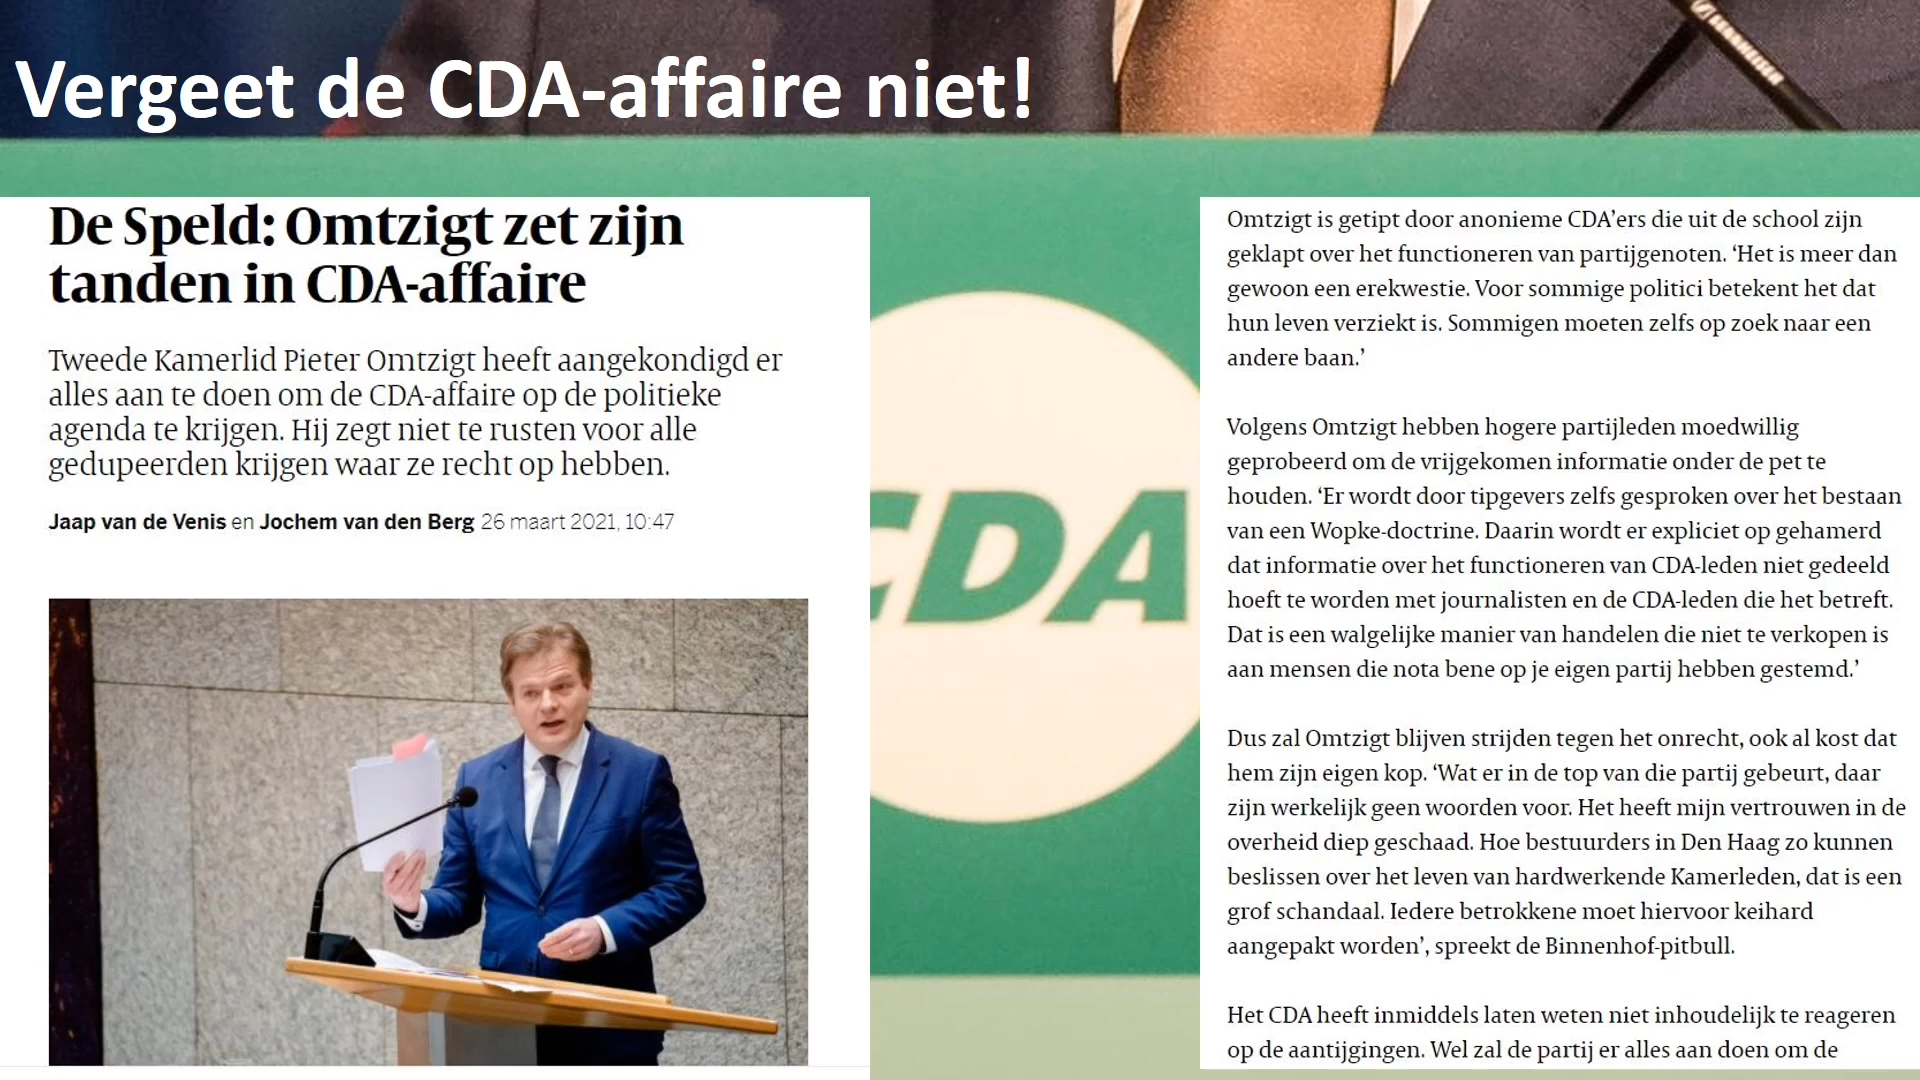 Vergeet de CDA-affaire niet!
De Speld: Omtzigt zet zijn
tanden in CDA-affaire
Tweede Kamerlid Pieter Omtzigt heeft aangekondigd er
alles aan te doen om de CDA-affaire op de politieke
agenda te krijgen. Hij zegt niet te rusten voor alle
gedupeerden krijgen waar ze recht op hebben.
Jaap van de Venis en Jochem van den Berg 26 maart 2021, 10:47
CDA
Omtzigt is getipt door anonieme CDA’ers die uit de school zijn
geklapt over het functioneren van partijgenoten. ‘Het is meer dan
gewoon een erekwestie. Voor sommige politici betekent het dat
hun leven verziekt is. Sommigen moeten zelfs op zoek naar een
andere baan.’
Volgens Omtzigt hebben hogere partijleden moedwillig
geprobeerd om de vrijgekomen informatie onder de pet te
houden. ‘Er wordt door tipgevers zelfs gesproken over het bestaan
van een Wopke-doctrine. Daarin wordt er expliciet op gehamerd
dat informatie over het functioneren van CDA-leden niet gedeeld
hoeft te worden met journalisten en de CDA-leden die het betreft.
Dat is een walgelijke manier van handelen die niet te verkopen is
aan mensen die nota bene op je eigen partij hebben gestemd.’
Dus zal Omtzigt blijven strijden tegen het onrecht, ook al kost dat
hem zijn eigen kop. ‘Wat er in de top van die partij gebeurt, daar
zijn werkelijk geen woorden voor. Het heeft mijn vertrouwen in de
overheid diep geschaad. Hoe bestuurders in Den Haag zo kunnen
beslissen over het leven van hardwerkende Kamerleden, dat is een
grof schandaal. Iedere betrokkene moet hiervoor keihard
aangepakt worden’, spreekt de Binnenhof-pitbull.
Het CDA heeft inmiddels laten weten niet inhoudelijk te reageren
op de aantijgingen. Wel zal de partij er alles aan doen om de